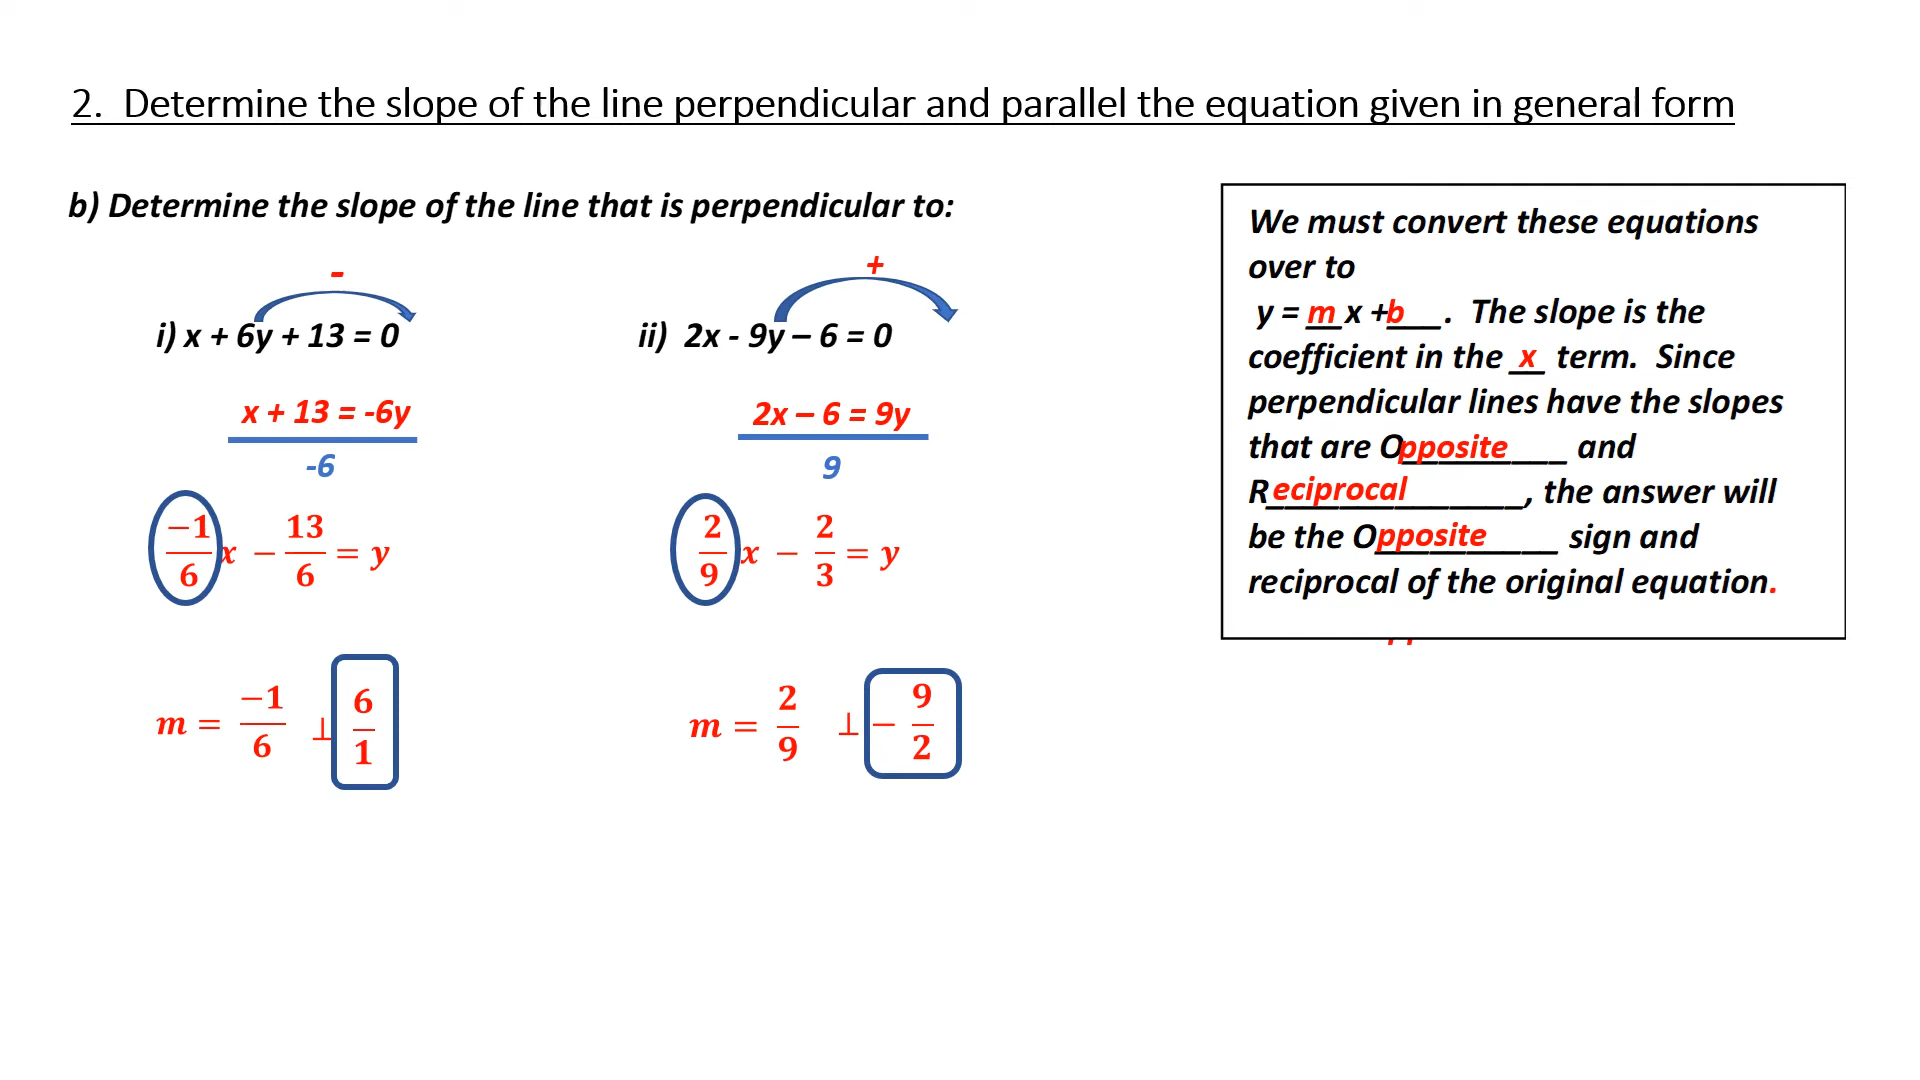 2. Determine the slope of the line perpendicular and parallel the equation given in general form
b) Determine the slope of the line that is perpendicular to:
-
i) x + 6y + 13 = 0
x + 13 = -6y
-6
−1/6 x − 13/6 = y
m = −1/6 ⊥ 6/1
+
ii) 2x - 9y – 6 = 0
2x – 6 = 9y
9
2/9 x − 2/3 = y
m = 2/9 ⊥ − 9/2
We must convert these equations
over to
y = m x + b. The slope is the
coefficient in the x term. Since
perpendicular lines have the slopes
that are Opposite and
Reciprocal, the answer will
be the Opposite sign and
reciprocal of the original equation.